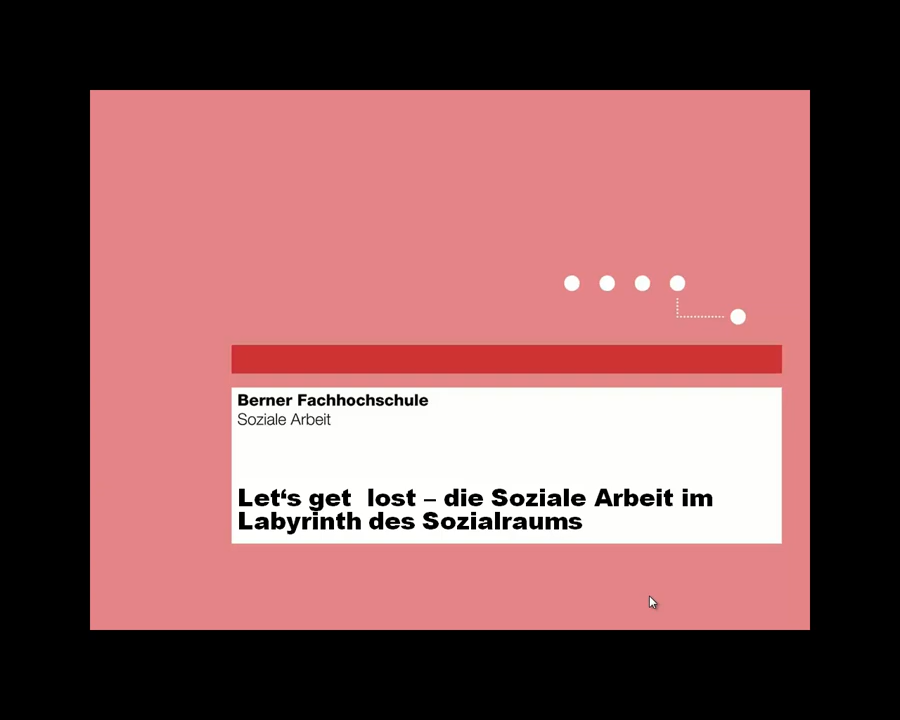 Berner Fachhochschule
Soziale Arbeit
Let‘s get  lost – die Soziale Arbeit im
Labyrinth des Sozialraums